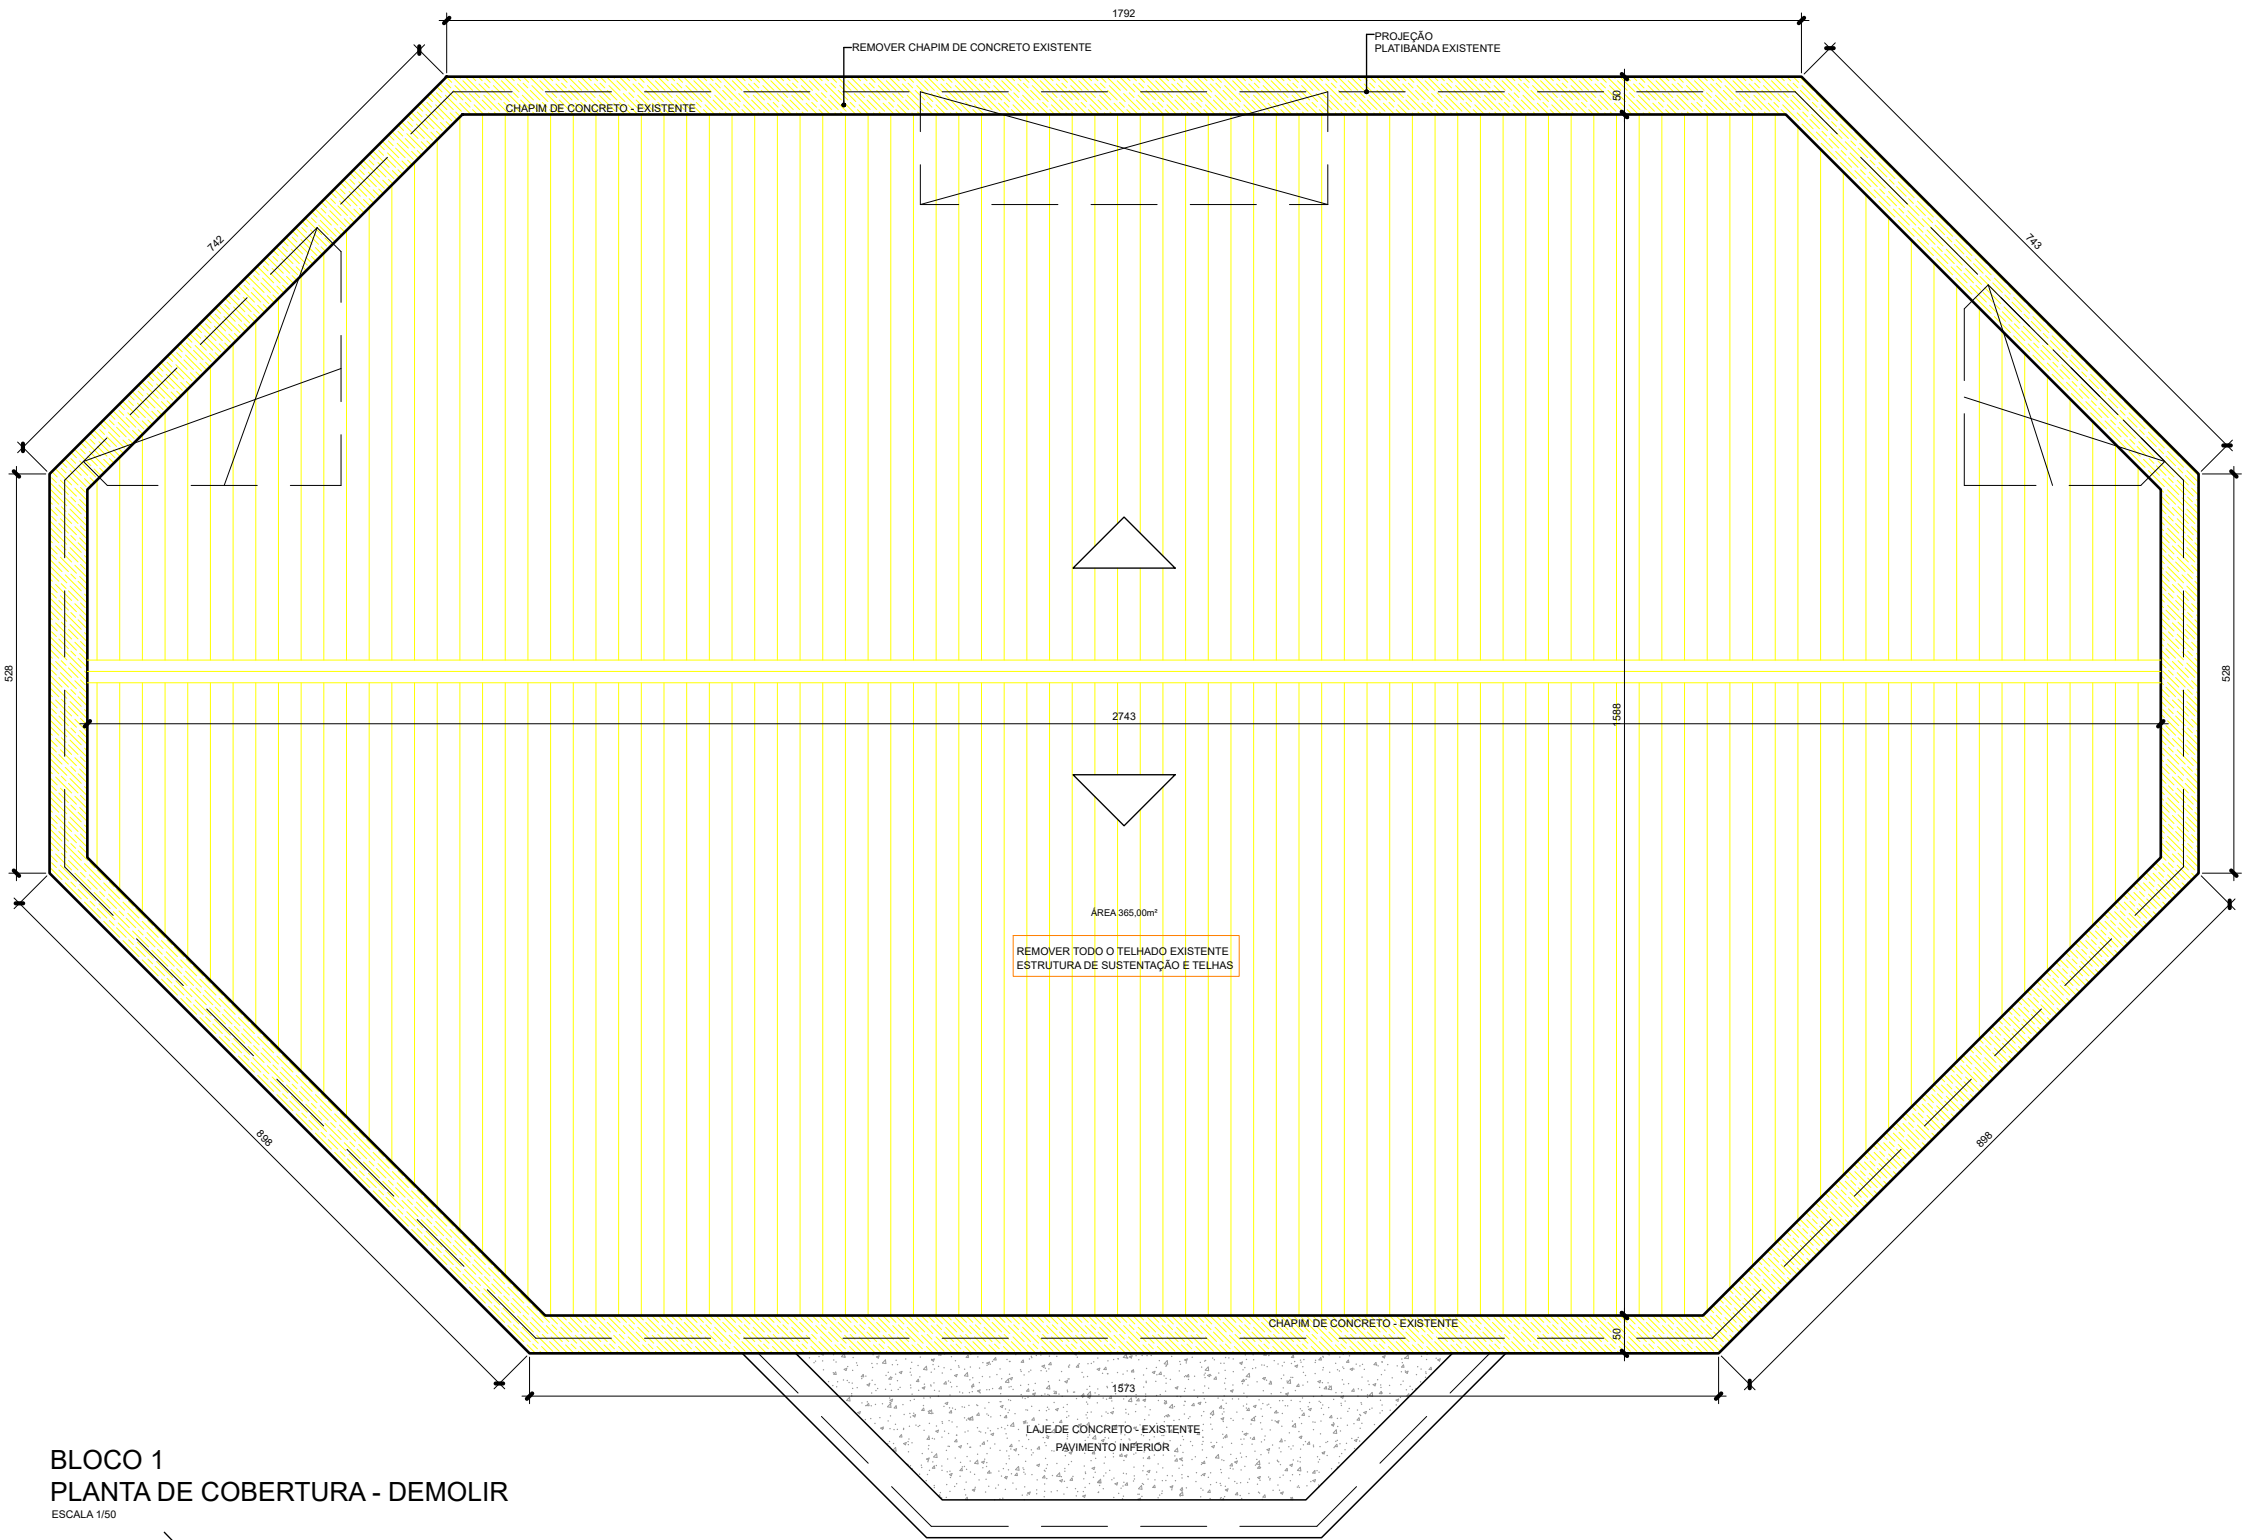 1792
REMOVER CHAPIM DE CONCRETO EXISTENTE
PROJEÇÃO
PLATIBANDA EXISTENTE
50
CHAPIM DE CONCRETO - EXISTENTE
742
743
528
528
2743
1588
ÁREA 365,00m²
REMOVER TODO O TELHADO EXISTENTE
ESTRUTURA DE SUSTENTAÇÃO E TELHAS
898
898
CHAPIM DE CONCRETO - EXISTENTE
50
1573
LAJE DE CONCRETO - EXISTENTE
PAVIMENTO INFERIOR
BLOCO 1
PLANTA DE COBERTURA - DEMOLIR
ESCALA 1/50